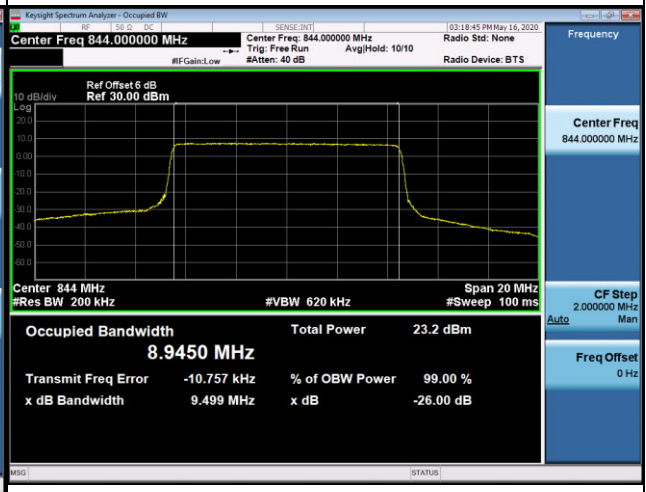 Keysight Spectrum Analyzer - Occupied BW
RF 50 Ω DC SENSE:INT 03:18:45 PM May 16, 2020
Center Freq 844.000000 MHz Center Freq: 844.000000 MHz Radio Std: None Frequency
Trig: Free Run Avg|Hold: 10/10
#IFGain:Low #Atten: 40 dB Radio Device: BTS
Ref Offset 6 dB
10 dB/div Ref 30.00 dBm
Log
20.0
10.0
0.00
-10.0
-20.0
-30.0
-40.0
-50.0
-60.0
Center Freq
844.000000 MHz
Center 844 MHz Span 20 MHz
#Res BW 200 kHz #VBW 620 kHz #Sweep 100 ms
CF Step
2.000000 MHz
Auto Man
Occupied Bandwidth Total Power 23.2 dBm
8.9450 MHz
Freq Offset
0 Hz
Transmit Freq Error -10.757 kHz % of OBW Power 99.00 %
x dB Bandwidth 9.499 MHz x dB -26.00 dB
MSG STATUS